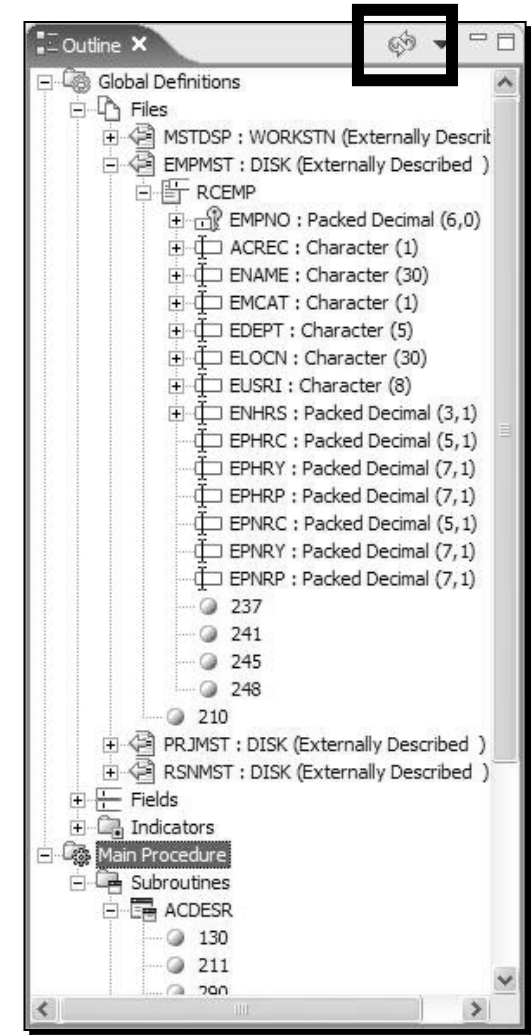 Outline
Global Definitions
Files
MSTDSP : WORKSTN (Externally Describ
EMPMST : DISK (Externally Described )
RCEMP
EMPNO : Packed Decimal (6,0)
ACREC : Character (1)
ENAME : Character (30)
EMCAT : Character (1)
EDEPT : Character (5)
ELOCN : Character (30)
EUSRI : Character (8)
ENHRS : Packed Decimal (3,1)
EPHRC : Packed Decimal (5,1)
EPHRY : Packed Decimal (7,1)
EPHRP : Packed Decimal (7,1)
EPNRC : Packed Decimal (5,1)
EPNRY : Packed Decimal (7,1)
EPNRP : Packed Decimal (7,1)
237
241
245
248
210
PRJMST : DISK (Externally Described )
RSNMST : DISK (Externally Described )
Fields
Indicators
Main Procedure
Subroutines
ACDESR
130
211
290